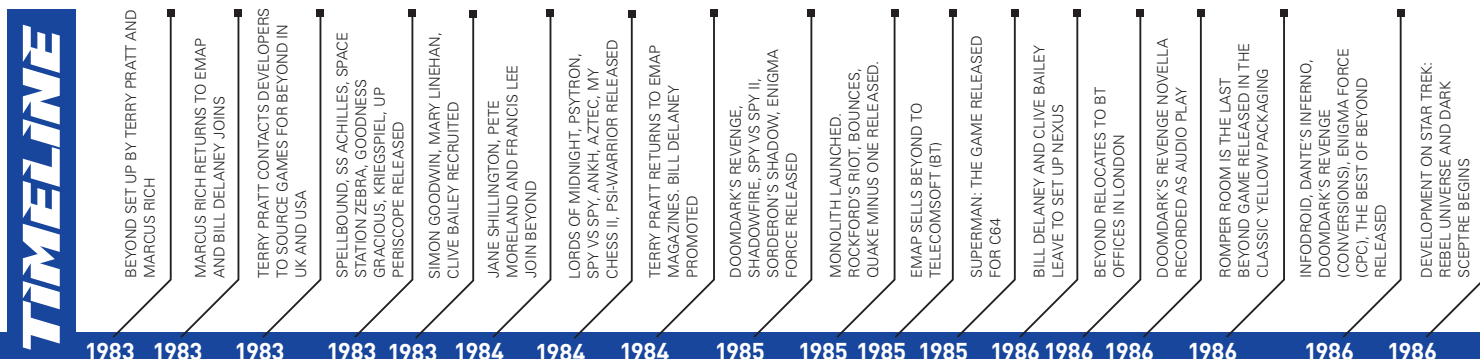 TIMELINE
BEYOND SET UP BY TERRY PRATT AND
MARCUS RICH
MARCUS RICH RETURNS TO EMAP
AND BILL DELANEY JOINS
TERRY PRATT CONTACTS DEVELOPERS
TO SOURCE GAMES FOR BEYOND IN
UK AND USA
SPELLBOUND, SS ACHILLES, SPACE
STATION ZEBRA, GOODNESS
GRACIOUS, KRIEGSPIEL, UP
PERISCOPE RELEASED
SIMON GOODWIN, MARY LINEHAN,
CLIVE BAILEY RECRUITED
JANE SHILLINGTON, PETE
MORELAND AND FRANCIS LEE
JOIN BEYOND
LORDS OF MIDNIGHT, PSYTRON,
SPY VS SPY, ANKH, AZTEC, MY
CHESS II, PSI-WARRIOR RELEASED
TERRY PRATT RETURNS TO EMAP
MAGAZINES. BILL DELANEY
PROMOTED
DOOMDARK'S REVENGE,
SHADOWFIRE, SPY VS SPY II,
SORDERON'S SHADOW, ENIGMA
FORCE RELEASED
MONOLITH LAUNCHED.
ROCKFORD'S RIOT, BOUNCES,
QUAKE MINUS ONE RELEASED.
EMAP SELLS BEYOND TO
TELECOMSOFT (BT)
SUPERMAN: THE GAME RELEASED
FOR C64
BILL DELANEY AND CLIVE BAILEY
LEAVE TO SET UP NEXUS
BEYOND RELOCATES TO BT
OFFICES IN LONDON
DOOMDARK'S REVENGE NOVELLA
RECORDED AS AUDIO PLAY
ROMPER ROOM IS THE LAST
BEYOND GAME RELEASED IN THE
CLASSIC YELLOW PACKAGING
INFODROID, DANTE'S INFERNO,
DOOMDARK'S REVENGE
(CONVERSIONS), ENIGMA FORCE
(CPC), THE BEST OF BEYOND
RELEASED
DEVELOPMENT ON STAR TREK:
REBEL UNIVERSE AND DARK
SCEPTRE BEGINS
1983 1983 1983 1983 1983 1984 1984 1984 1985 1985 1985 1985 1986 1986 1986 1986 1986 1986